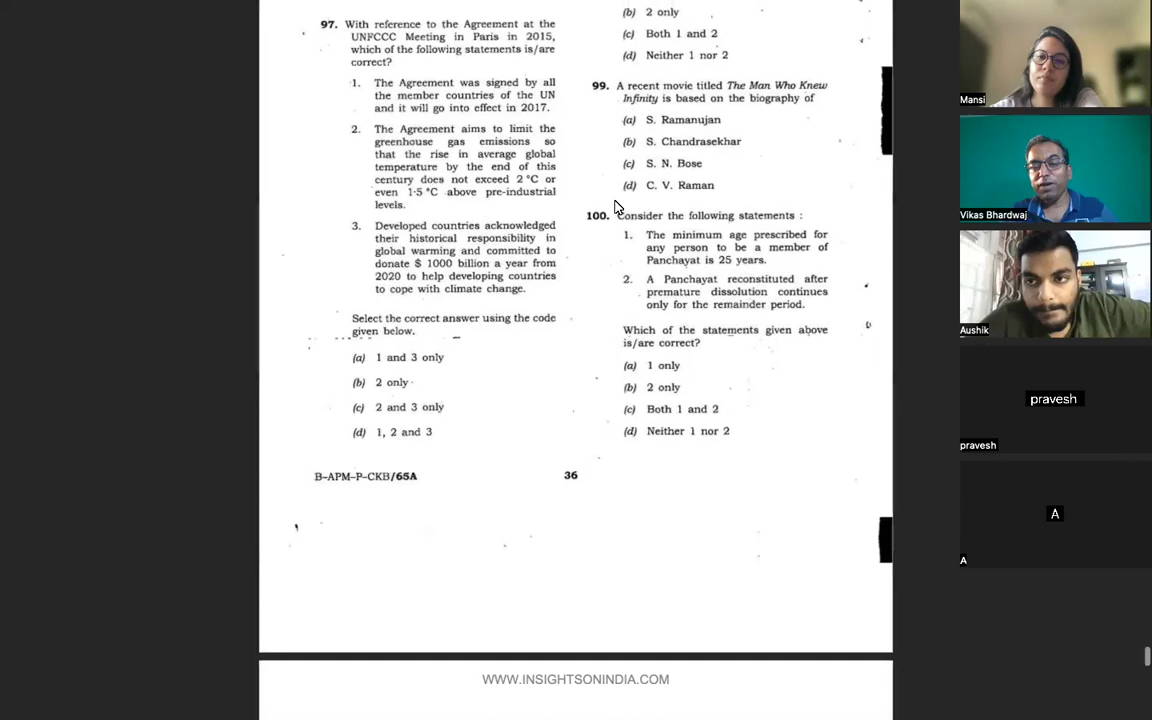 97. With reference to the Agreement at the
UNFCCC Meeting in Paris in 2015,
which of the following statements is/are
correct?
1. The Agreement was signed by all
the member countries of the UN
and it will go into effect in 2017.
2. The Agreement aims to limit the
greenhouse gas emissions so
that the rise in average global
temperature by the end of this
century does not exceed 2 °C or
even 1·5 °C above pre-industrial
levels.
3. Developed countries acknowledged
their historical responsibility in
global warming and committed to
donate $ 1000 billion a year from
2020 to help developing countries
to cope with climate change.
Select the correct answer using the code
given below.
(a) 1 and 3 only
(b) 2 only
(c) 2 and 3 only
(d) 1, 2 and 3
(b) 2 only
(c) Both 1 and 2
(d) Neither 1 nor 2
99. A recent movie titled The Man Who Knew
Infinity is based on the biography of
(a) S. Ramanujan
(b) S. Chandrasekhar
(c) S. N. Bose
(d) C. V. Raman
100. Consider the following statements :
1. The minimum age prescribed for
any person to be a member of
Panchayat is 25 years.
2. A Panchayat reconstituted after
premature dissolution continues
only for the remainder period.
Which of the statements given above
is/are correct?
(a) 1 only
(b) 2 only
(c) Both 1 and 2
(d) Neither 1 nor 2
B-APM-P-CKB/65A
36
WWW.INSIGHTSONINDIA.COM
Mansi
Vikas Bhardwaj
Aushik
pravesh
pravesh
A
A